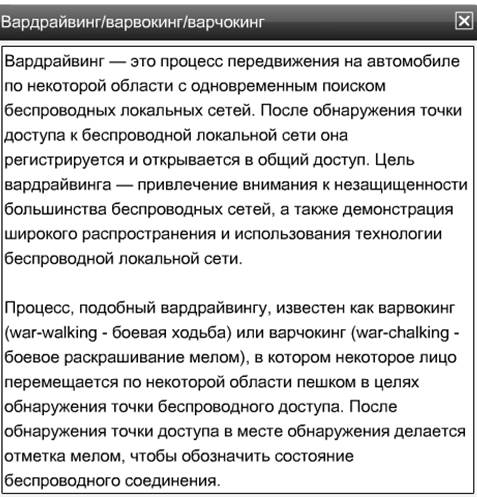 Вардрайвинг/варвокинг/варчокинг
Вардрайвинг — это процесс передвижения на автомобиле
по некоторой области с одновременным поиском
беспроводных локальных сетей. После обнаружения точки
доступа к беспроводной локальной сети она
регистрируется и открывается в общий доступ. Цель
вардрайвинга — привлечение внимания к незащищенности
большинства беспроводных сетей, а также демонстрация
широкого распространения и использования технологии
беспроводной локальной сети.
Процесс, подобный вардрайвингу, известен как варвокинг
(war-walking - боевая ходьба) или варчокинг (war-chalking -
боевое раскрашивание мелом), в котором некоторое лицо
перемещается по некоторой области пешком в целях
обнаружения точки беспроводного доступа. После
обнаружения точки доступа в месте обнаружения делается
отметка мелом, чтобы обозначить состояние
беспроводного соединения.